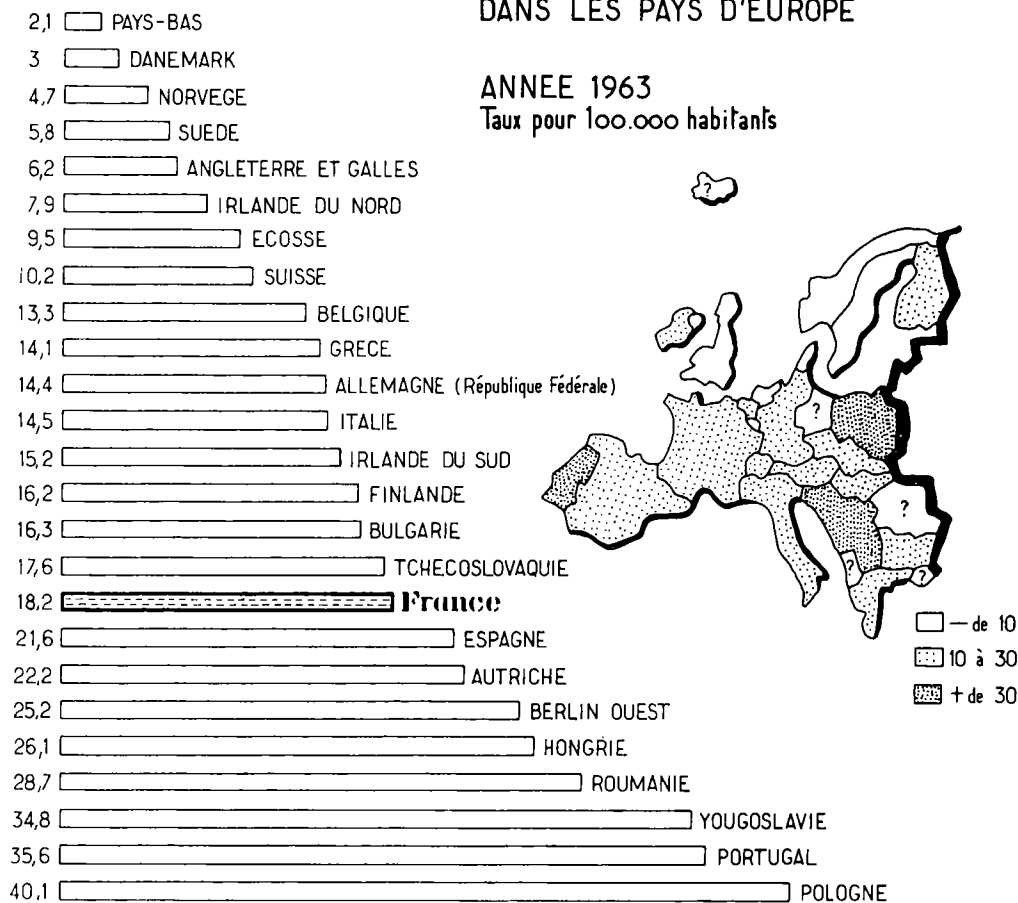 DANS LES PAYS D'EUROPE
ANNEE 1963
Taux pour 100.000 habitants
2,1 PAYS-BAS
3 DANEMARK
4,7 NORVEGE
5,8 SUEDE
6,2 ANGLETERRE ET GALLES
7,9 IRLANDE DU NORD
9,5 ECOSSE
10,2 SUISSE
13,3 BELGIQUE
14,1 GRECE
14,4 ALLEMAGNE (République Fédérale)
14,5 ITALIE
15,2 IRLANDE DU SUD
16,2 FINLANDE
16,3 BULGARIE
17,6 TCHECOSLOVAQUIE
18,2 France
21,6 ESPAGNE
22,2 AUTRICHE
25,2 BERLIN OUEST
26,1 HONGRIE
28,7 ROUMANIE
34,8 YOUGOSLAVIE
35,6 PORTUGAL
40,1 POLOGNE
?
?
?
?
?
— de 10
10 à 30
+ de 30